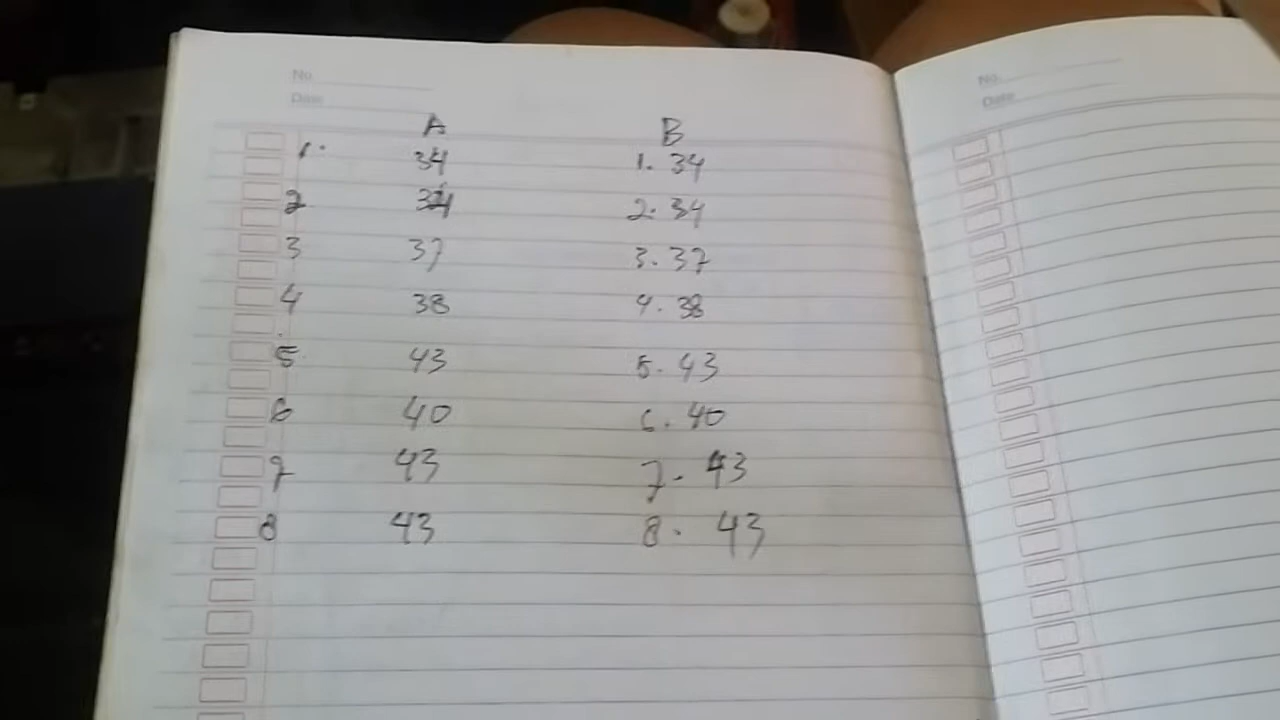 No.
Date
No.
Date
A B
1. 34 1. 34
2 34 2. 34
3 37 3. 37
4 38 4. 38
5 43 5. 43
6 40 6. 40
7 43 7. 43
8 43 8. 43